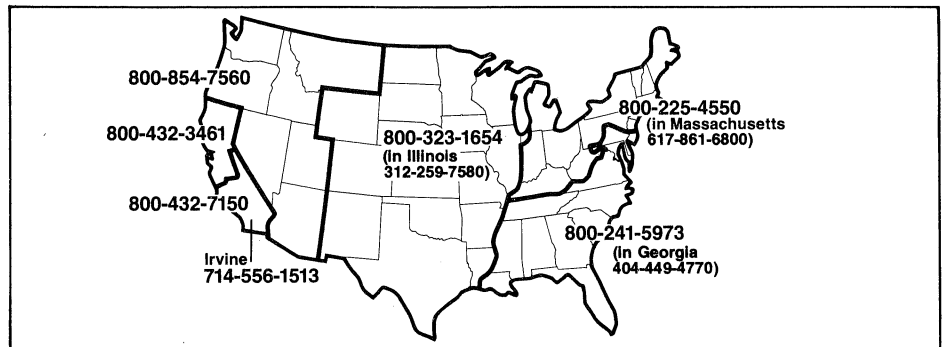 800-854-7560
800-432-3461
800-432-7150
Irvine
714-556-1513
800-323-1654
(in Illinois
312-259-7580)
800-225-4550
(in Massachusetts
617-861-6800)
800-241-5973
(in Georgia
404-449-4770)